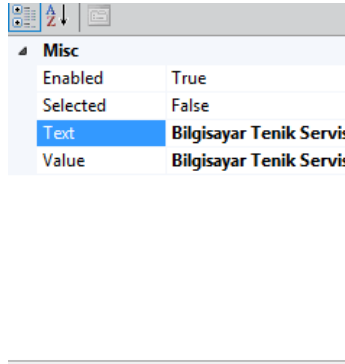 Misc
Enabled True
Selected False
Text Bilgisayar Tenik Servis
Value Bilgisayar Tenik Servis